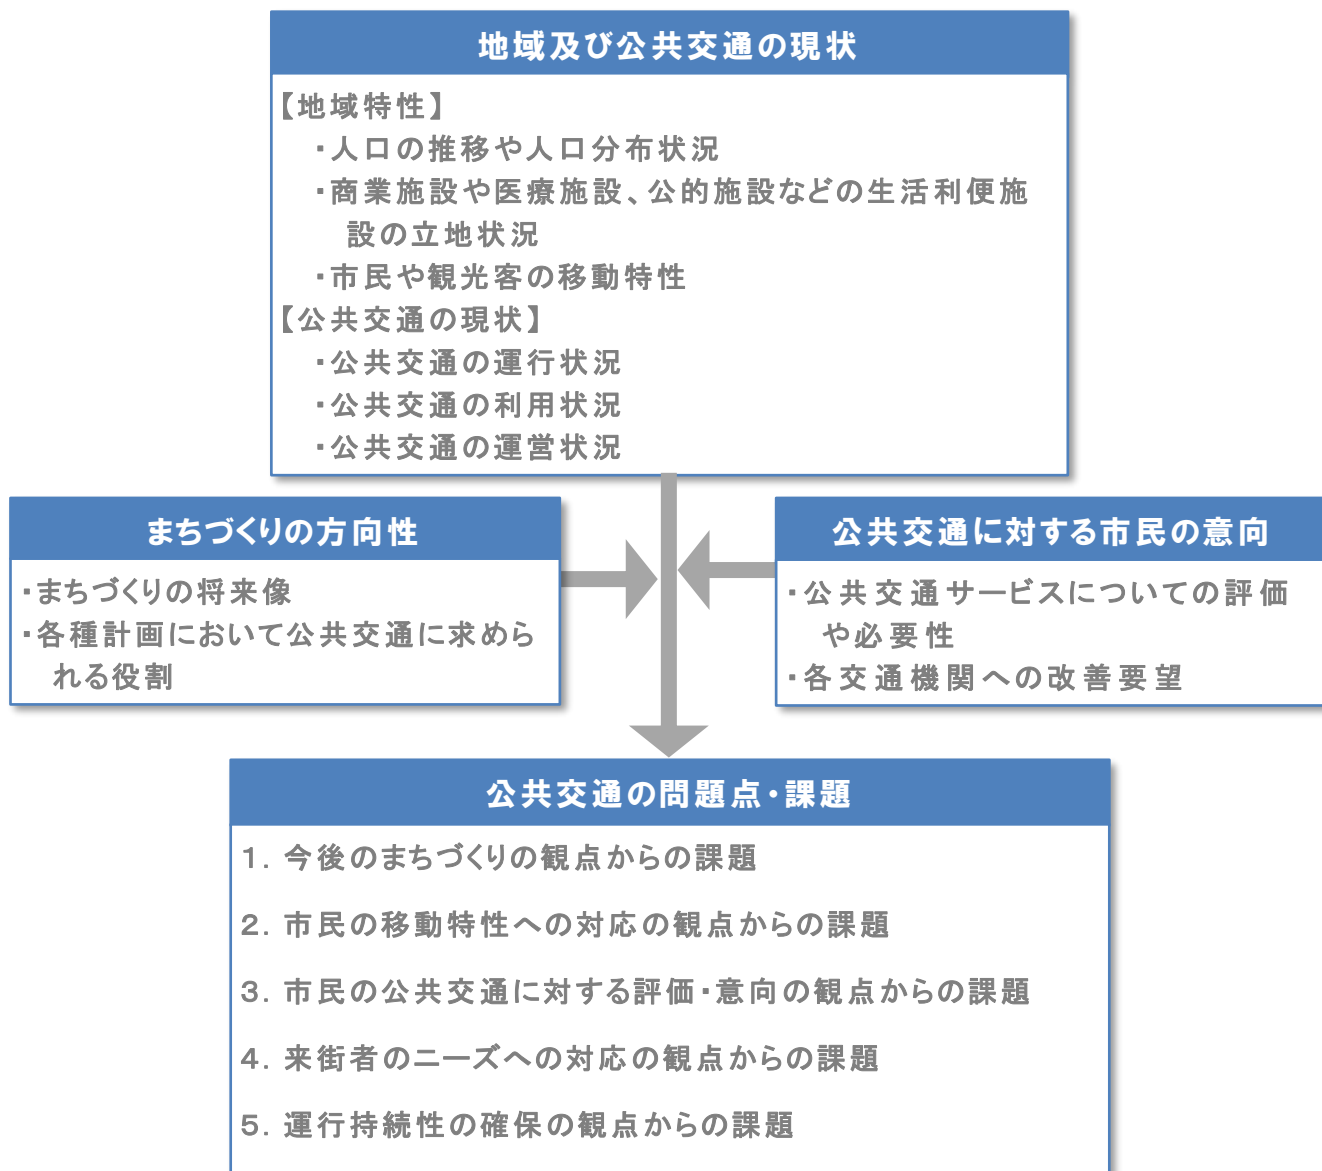 地域及び公共交通の現状
【地域特性】
・人口の推移や人口分布状況
・商業施設や医療施設、公的施設などの生活利便施
設の立地状況
・市民や観光客の移動特性
【公共交通の現状】
・公共交通の運行状況
・公共交通の利用状況
・公共交通の運営状況
まちづくりの方向性
・まちづくりの将来像
・各種計画において公共交通に求めら
れる役割
公共交通に対する市民の意向
・公共交通サービスについての評価
や必要性
・各交通機関への改善要望
公共交通の問題点・課題
1．今後のまちづくりの観点からの課題
2．市民の移動特性への対応の観点からの課題
3．市民の公共交通に対する評価・意向の観点からの課題
4．来街者のニーズへの対応の観点からの課題
5．運行持続性の確保の観点からの課題